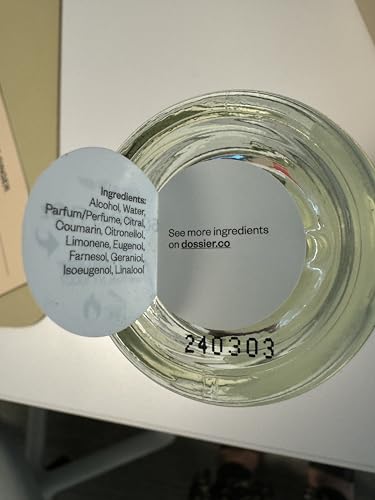 Ingredients:
Alcohol, Water,
Parfum/Perfume, Citral,
Coumarin, Citronellol,
Limonene, Eugenol,
Farnesol, Geraniol,
Isoeugenol, Linalool
See more ingredients
on dossier.co
240303